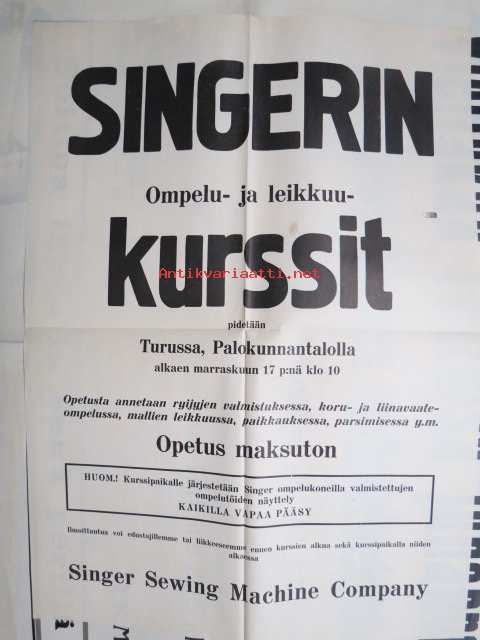 SINGERIN
Ompelu- ja leikkuu-
kurssit
Antikvariaatti.net
pidetään
Turussa, Palokunnantalolla
alkaen marraskuun 17 p:nä klo 10
Opetusta annetaan ryijyjen valmistuksessa, koru- ja liinavaate-
ompelussa, mallien leikkuussa, paikkauksessa, parsimisessa y.m.
Opetus maksuton
HUOM.! Kurssipaikalle järjestetään Singer ompelukoneilla valmistettujen
ompelutöiden näyttely
KAIKILLA VAPAA PÄÄSY
Ilmoittautua voi edustajillemme tai liikkeeseemme ennen kurssien alkua sekä kurssipaikalla niiden
aikaessa
Singer Sewing Machine Company